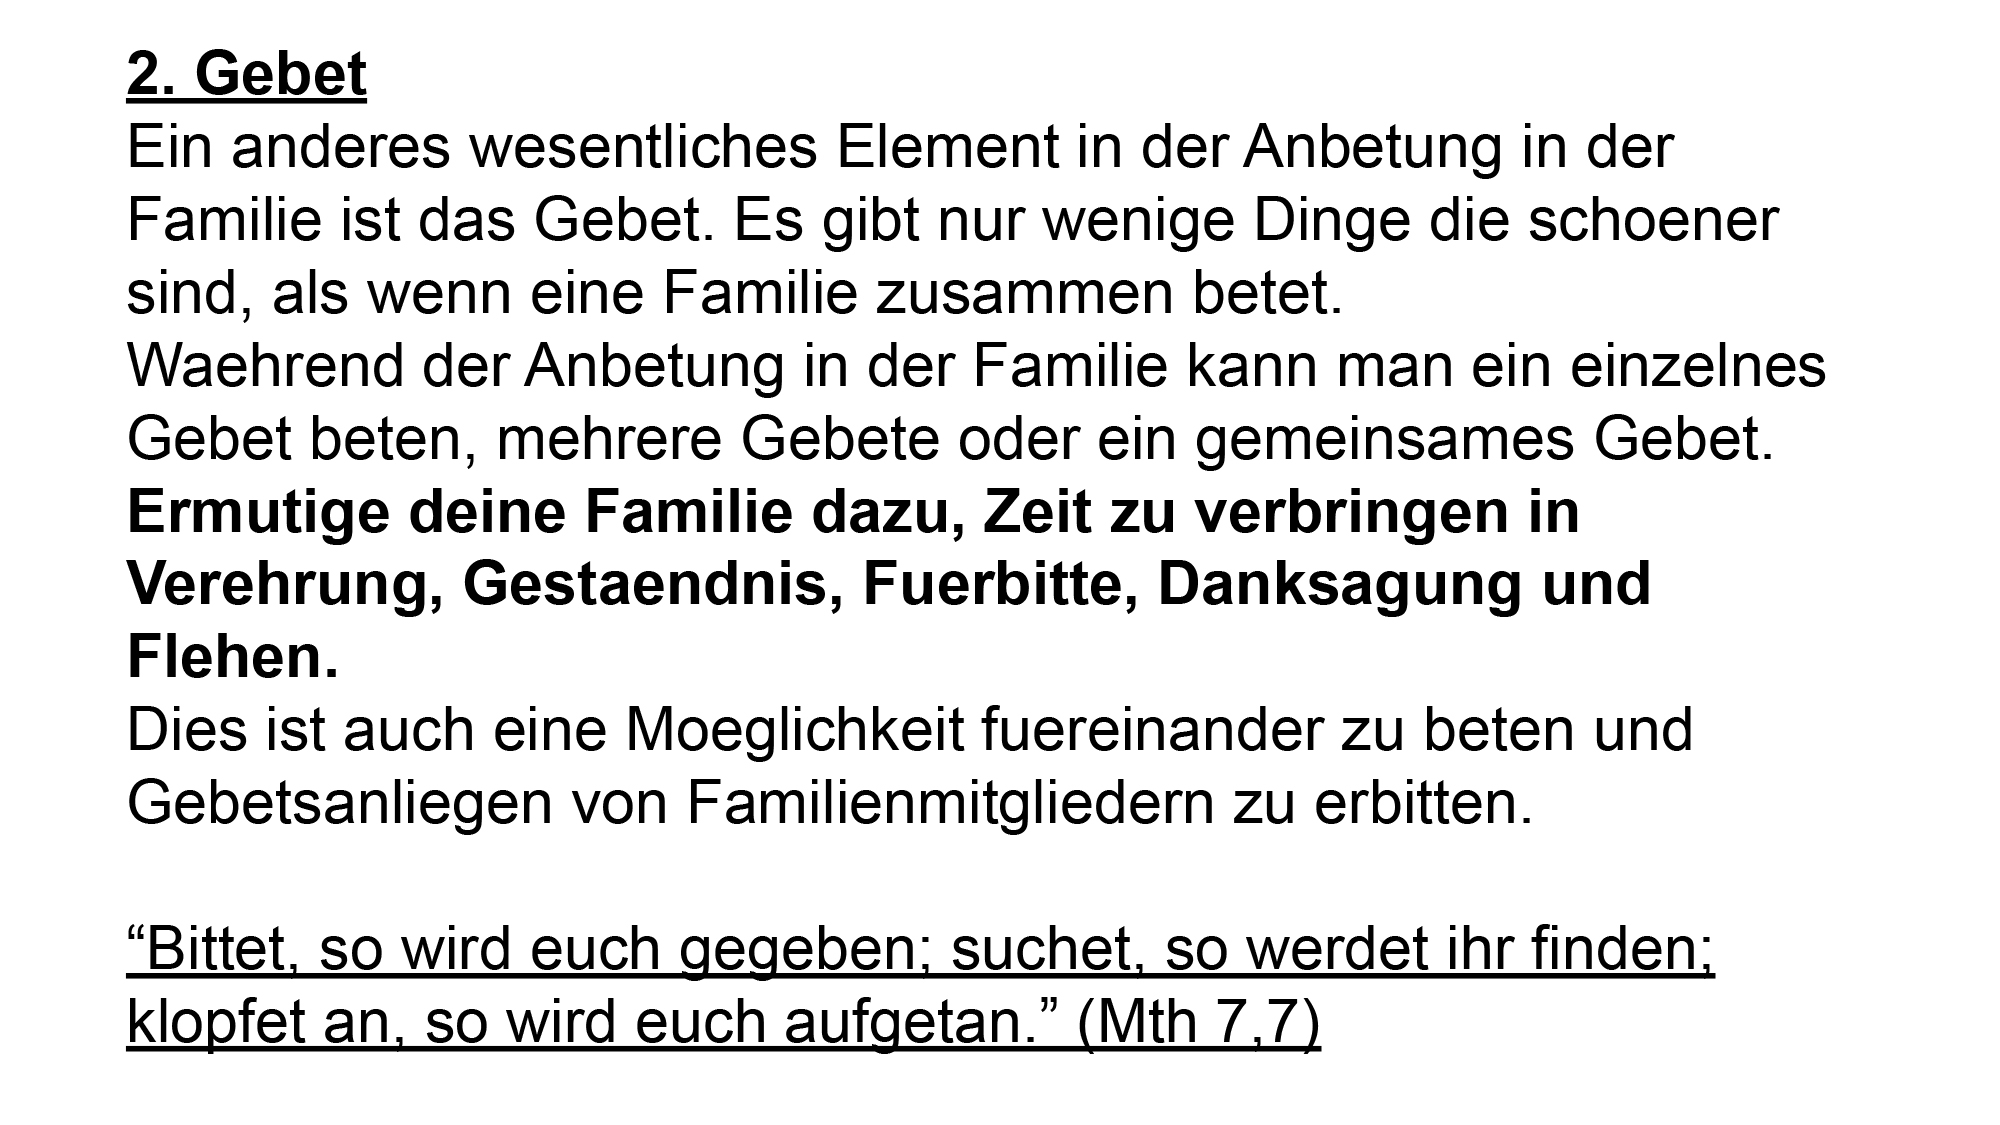 2. Gebet
Ein anderes wesentliches Element in der Anbetung in der
Familie ist das Gebet. Es gibt nur wenige Dinge die schoener
sind, als wenn eine Familie zusammen betet.
Waehrend der Anbetung in der Familie kann man ein einzelnes
Gebet beten, mehrere Gebete oder ein gemeinsames Gebet.
Ermutige deine Familie dazu, Zeit zu verbringen in
Verehrung, Gestaendnis, Fuerbitte, Danksagung und
Flehen.
Dies ist auch eine Moeglichkeit fuereinander zu beten und
Gebetsanliegen von Familienmitgliedern zu erbitten.
“Bittet, so wird euch gegeben; suchet, so werdet ihr finden;
klopfet an, so wird euch aufgetan.” (Mth 7,7)